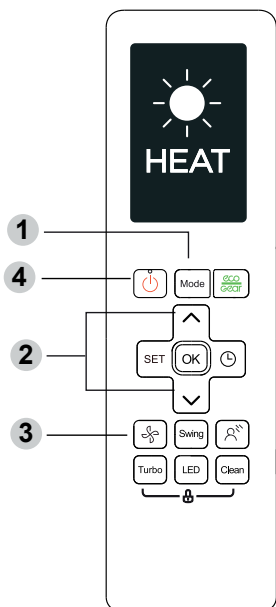 HEAT
1
4
Mode
eco
Gear
2
SET
OK
3
Swing
Turbo
LED
Clean